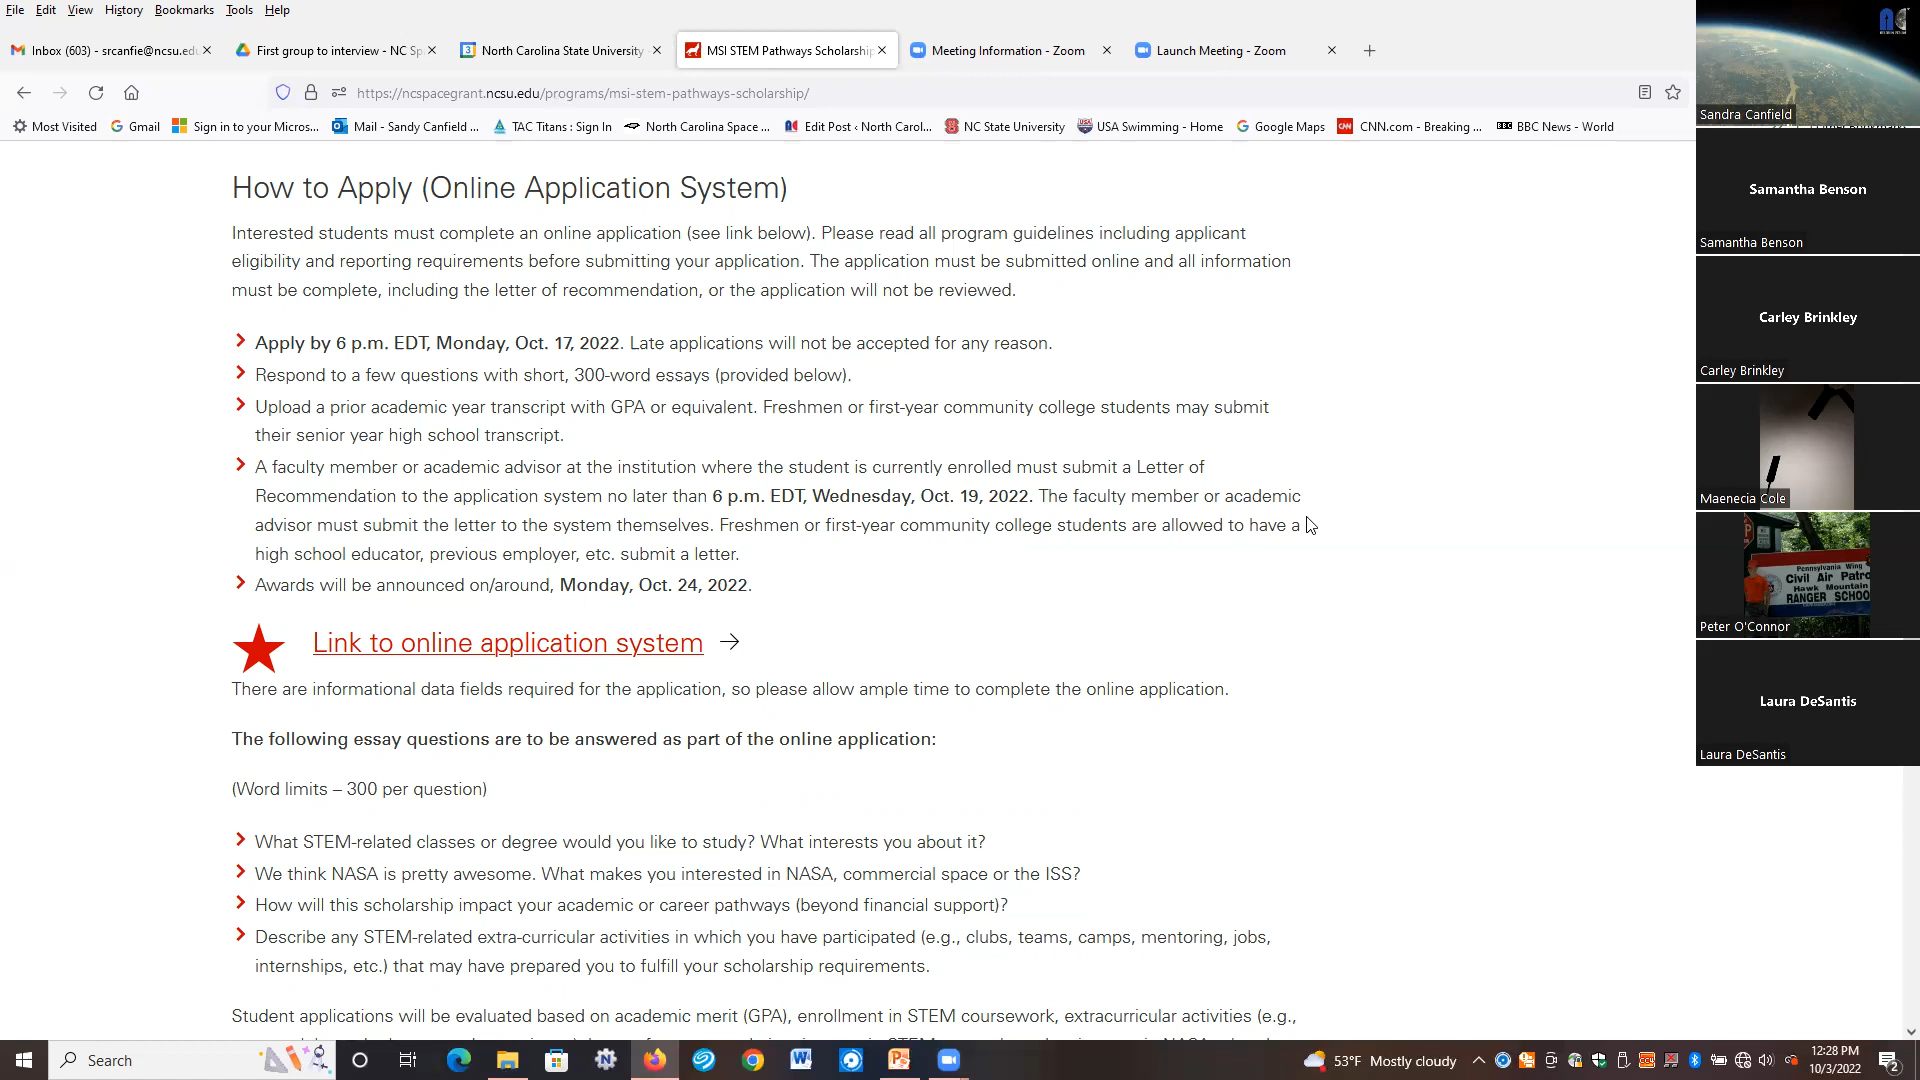 File Edit View History Bookmarks Tools Help
Inbox (603) - srcanfie@ncsu.ed
First group to interview - NC Sp
North Carolina State University
MSI STEM Pathways Scholarship
Meeting Information - Zoom
Launch Meeting - Zoom
https://ncspacegrant.ncsu.edu/programs/msi-stem-pathways-scholarship/
Most Visited Gmail Sign in to your Micros... Mail - Sandy Canfield ... TAC Titans : Sign In North Carolina Space ... Edit Post ‹ North Carol... NC State University USA Swimming - Home Google Maps CNN.com - Breaking ... BBC News - World
How to Apply (Online Application System)
Interested students must complete an online application (see link below). Please read all program guidelines including applicant
eligibility and reporting requirements before submitting your application. The application must be submitted online and all information
must be complete, including the letter of recommendation, or the application will not be reviewed.
Apply by 6 p.m. EDT, Monday, Oct. 17, 2022. Late applications will not be accepted for any reason.
Respond to a few questions with short, 300-word essays (provided below).
Upload a prior academic year transcript with GPA or equivalent. Freshmen or first-year community college students may submit
their senior year high school transcript.
A faculty member or academic advisor at the institution where the student is currently enrolled must submit a Letter of
Recommendation to the application system no later than 6 p.m. EDT, Wednesday, Oct. 19, 2022. The faculty member or academic
advisor must submit the letter to the system themselves. Freshmen or first-year community college students are allowed to have a
high school educator, previous employer, etc. submit a letter.
Awards will be announced on/around, Monday, Oct. 24, 2022.
Link to online application system →
There are informational data fields required for the application, so please allow ample time to complete the online application.
The following essay questions are to be answered as part of the online application:
(Word limits – 300 per question)
What STEM-related classes or degree would you like to study? What interests you about it?
We think NASA is pretty awesome. What makes you interested in NASA, commercial space or the ISS?
How will this scholarship impact your academic or career pathways (beyond financial support)?
Describe any STEM-related extra-curricular activities in which you have participated (e.g., clubs, teams, camps, mentoring, jobs,
internships, etc.) that may have prepared you to fulfill your scholarship requirements.
Student applications will be evaluated based on academic merit (GPA), enrollment in STEM coursework, extracurricular activities (e.g.,
Sandra Canfield
Samantha Benson
Samantha Benson
Carley Brinkley
Carley Brinkley
Maenecia Cole
Pennsylvania Wing
Civil Air Patro
Hawk Mountain
RANGER SCHOO
Peter O'Connor
Laura DeSantis
Laura DeSantis
Search
53°F Mostly cloudy
12:28 PM
10/3/2022
2